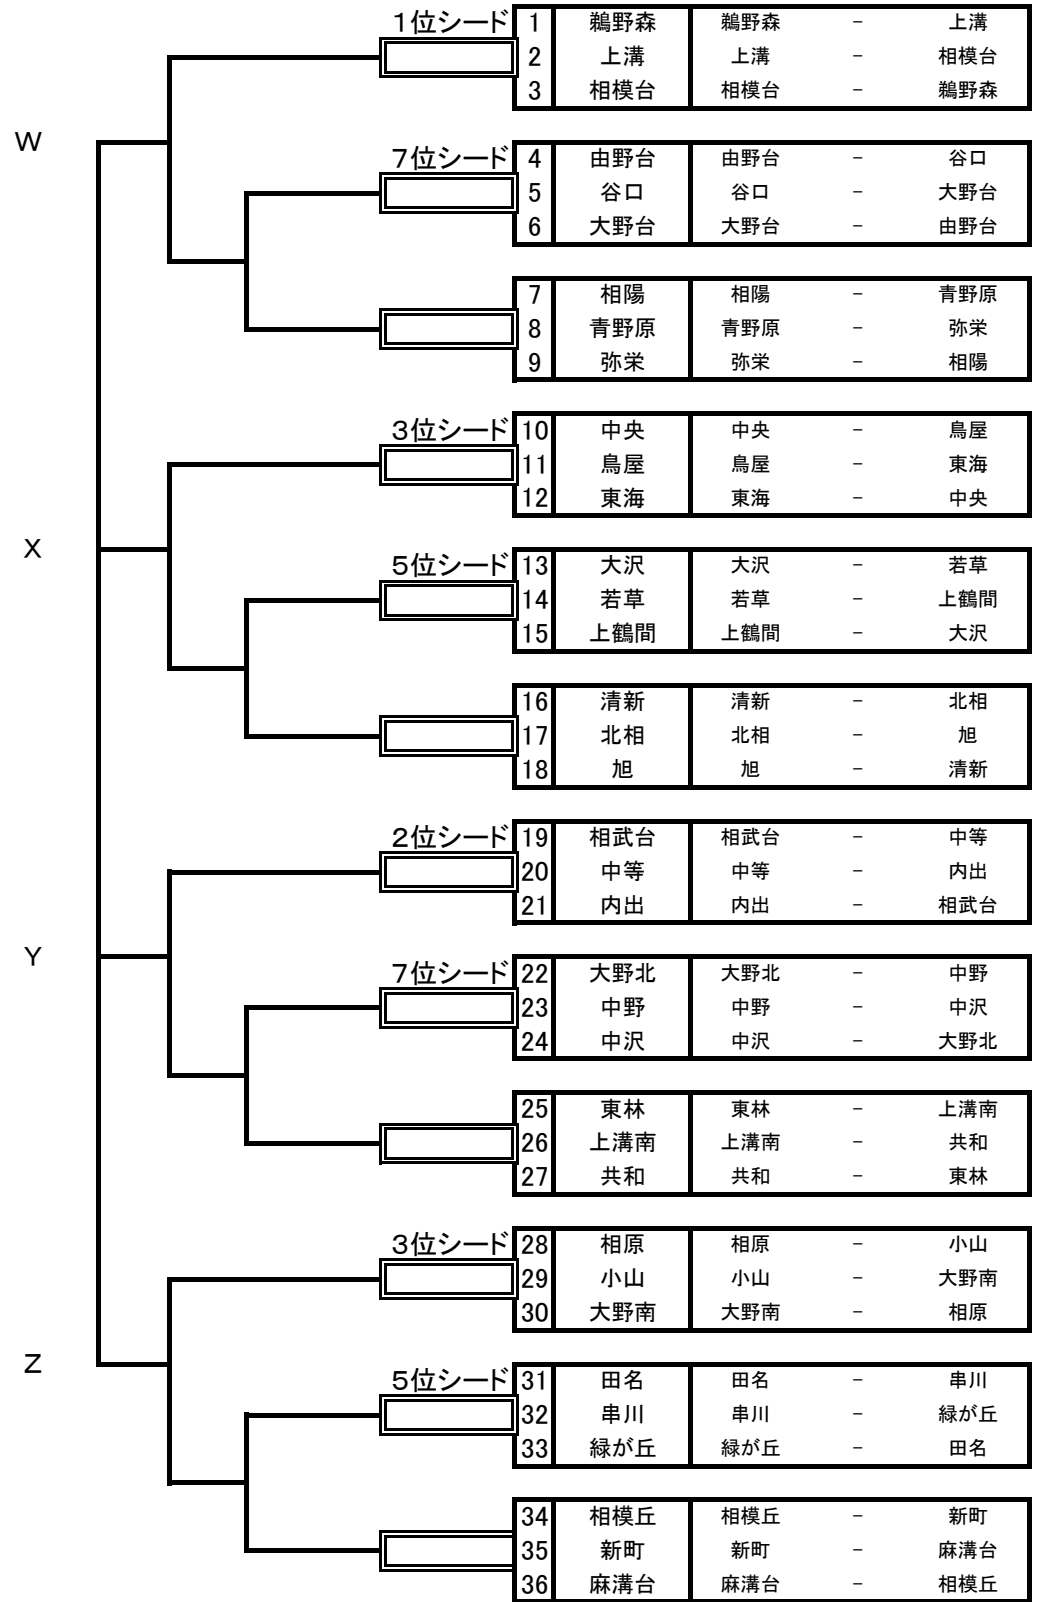 1位シード 1 鵜野森 鵜野森 − 上溝
2 上溝 上溝 − 相模台
3 相模台 相模台 − 鵜野森
W
7位シード 4 由野台 由野台 − 谷口
5 谷口 谷口 − 大野台
6 大野台 大野台 − 由野台
7 相陽 相陽 − 青野原
8 青野原 青野原 − 弥栄
9 弥栄 弥栄 − 相陽
3位シード 10 中央 中央 − 鳥屋
11 鳥屋 鳥屋 − 東海
12 東海 東海 − 中央
X
5位シード 13 大沢 大沢 − 若草
14 若草 若草 − 上鶴間
15 上鶴間 上鶴間 − 大沢
16 清新 清新 − 北相
17 北相 北相 − 旭
18 旭 旭 − 清新
2位シード 19 相武台 相武台 − 中等
20 中等 中等 − 内出
21 内出 内出 − 相武台
Y
7位シード 22 大野北 大野北 − 中野
23 中野 中野 − 中沢
24 中沢 中沢 − 大野北
25 東林 東林 − 上溝南
26 上溝南 上溝南 − 共和
27 共和 共和 − 東林
3位シード 28 相原 相原 − 小山
29 小山 小山 − 大野南
30 大野南 大野南 − 相原
Z
5位シード 31 田名 田名 − 串川
32 串川 串川 − 緑が丘
33 緑が丘 緑が丘 − 田名
34 相模丘 相模丘 − 新町
35 新町 新町 − 麻溝台
36 麻溝台 麻溝台 − 相模丘